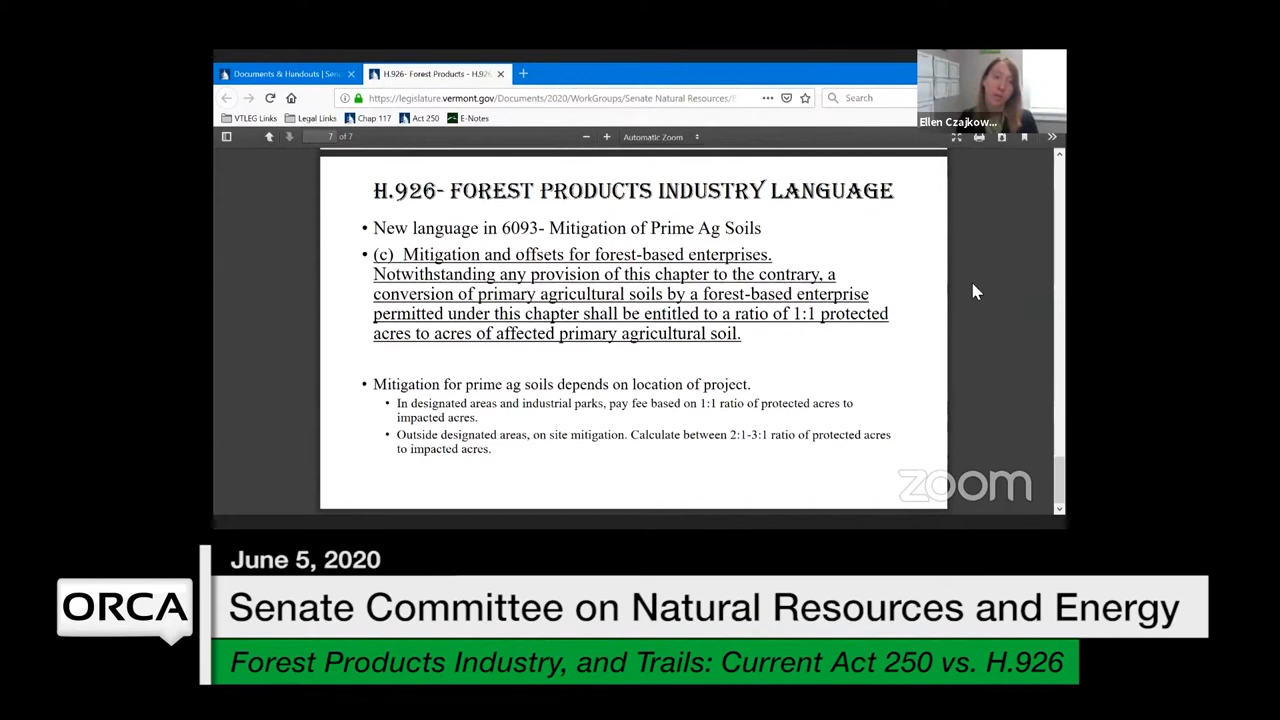 Documents & Handouts | Sen
H.926- Forest Products - H.926
https://legislature.vermont.gov/Documents/2020/WorkGroups/Senate Natural Resources/
Search
VTLEG Links
Legal Links
Chap 117
Act 250
E-Notes
Ellen Czajkow...
7 of 7
Automatic Zoom
H.926- Forest Products Industry Language
• New language in 6093- Mitigation of Prime Ag Soils
• (c) Mitigation and offsets for forest-based enterprises.
Notwithstanding any provision of this chapter to the contrary, a
conversion of primary agricultural soils by a forest-based enterprise
permitted under this chapter shall be entitled to a ratio of 1:1 protected
acres to acres of affected primary agricultural soil.
• Mitigation for prime ag soils depends on location of project.
• In designated areas and industrial parks, pay fee based on 1:1 ratio of protected acres to
impacted acres.
• Outside designated areas, on site mitigation. Calculate between 2:1-3:1 ratio of protected acres
to impacted acres.
zoom
June 5, 2020
ORCA
Senate Committee on Natural Resources and Energy
Forest Products Industry, and Trails: Current Act 250 vs. H.926